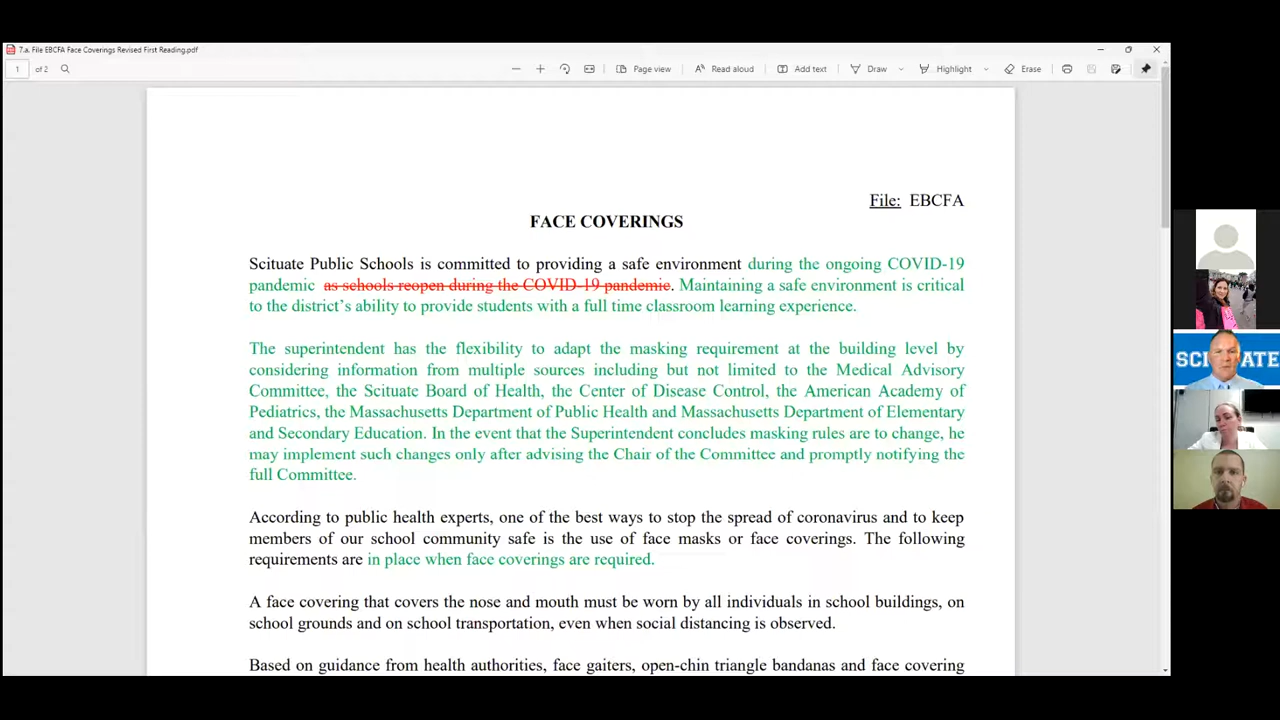 7.a. File EBCFA Face Coverings Revised First Reading.pdf
1 of 2 Page view Read aloud Add text Draw Highlight Erase
File: EBCFA
FACE COVERINGS
Scituate Public Schools is committed to providing a safe environment during the ongoing COVID-19
pandemic as schools reopen during the COVID-19 pandemic. Maintaining a safe environment is critical
to the district's ability to provide students with a full time classroom learning experience.
The superintendent has the flexibility to adapt the masking requirement at the building level by
considering information from multiple sources including but not limited to the Medical Advisory
Committee, the Scituate Board of Health, the Center of Disease Control, the American Academy of
Pediatrics, the Massachusetts Department of Public Health and Massachusetts Department of Elementary
and Secondary Education. In the event that the Superintendent concludes masking rules are to change, he
may implement such changes only after advising the Chair of the Committee and promptly notifying the
full Committee.
According to public health experts, one of the best ways to stop the spread of coronavirus and to keep
members of our school community safe is the use of face masks or face coverings. The following
requirements are in place when face coverings are required.
A face covering that covers the nose and mouth must be worn by all individuals in school buildings, on
school grounds and on school transportation, even when social distancing is observed.
Based on guidance from health authorities, face gaiters, open-chin triangle bandanas and face covering